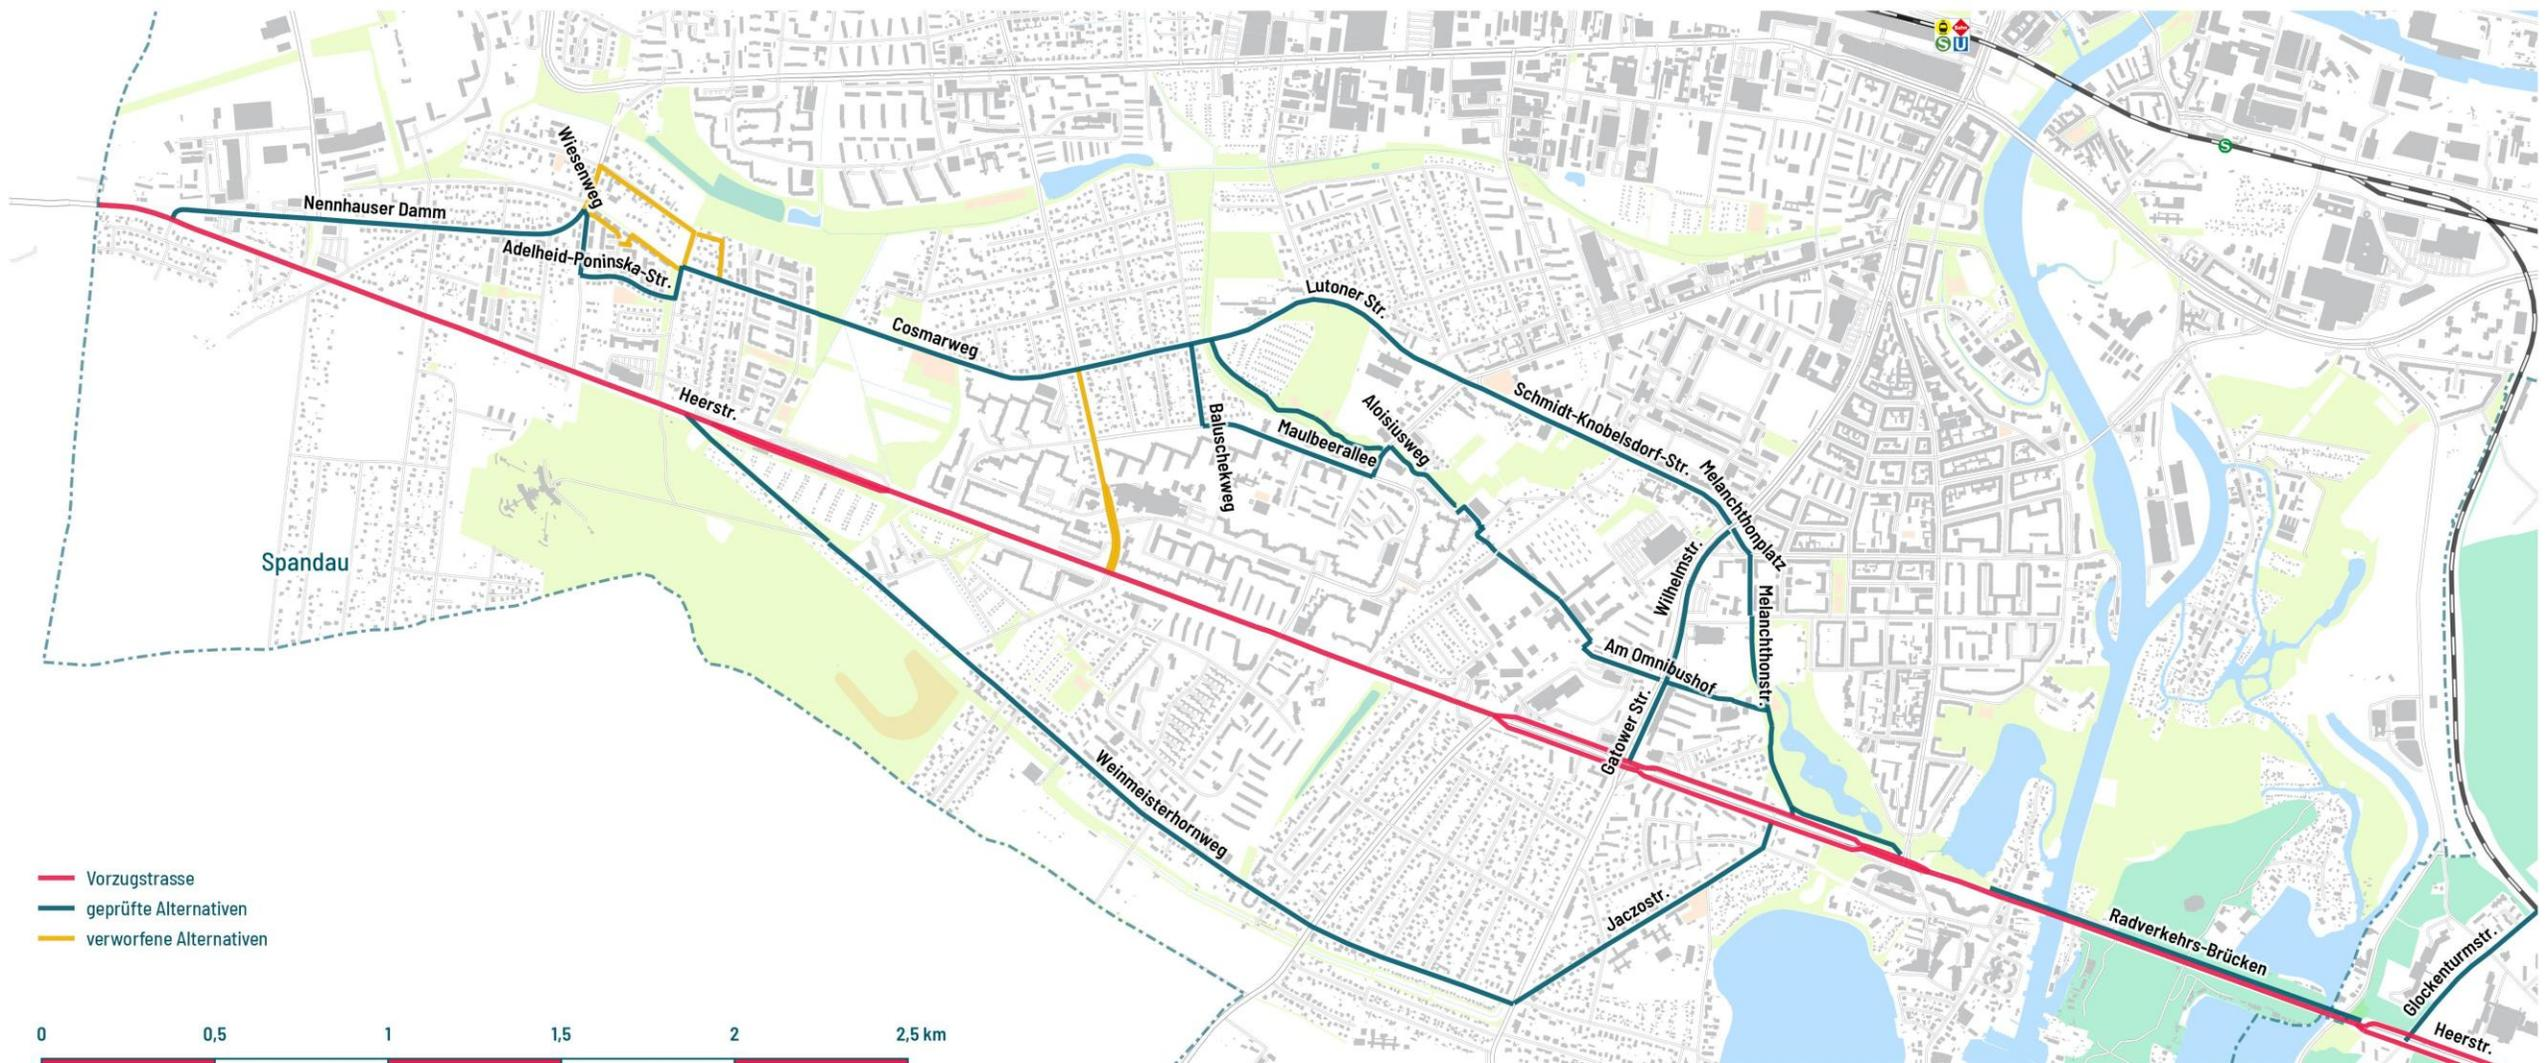 S U
S
Wiesenweg
Nennhauser Damm
Adelheid-Poninska-Str.
Lutoner Str.
Cosmarweg
Heerstr.
Schmidt-Knobelsdorf-Str.
Baluschekweg
Maulbeerallee
Aloisiusweg
Melanchthonplatz
Wilhelmstr.
Spandau
Melanchthonstr.
Am Omnibushof
Gatower Str.
Weinmeisterhornweg
Jaczostr.
Radverkehrs-Brücken
Glockenturmstr.
Heerstr.
Vorzugstrasse
geprüfte Alternativen
verworfene Alternativen
0 0,5 1 1,5 2 2,5 km